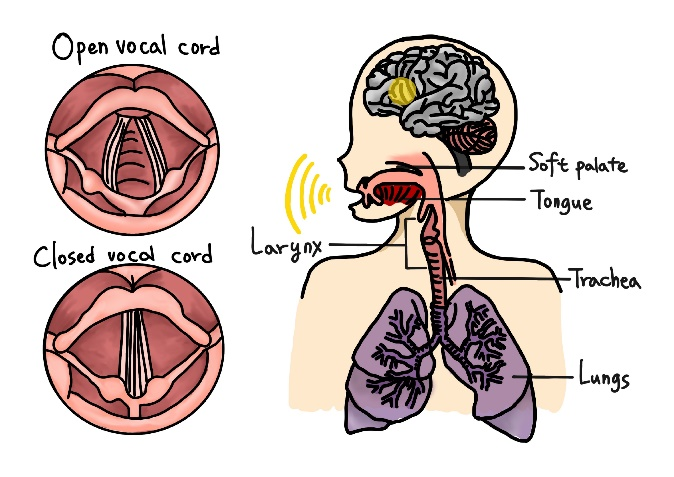 Open vocal cord
Closed vocal cord
Soft palate
Tongue
Larynx
Trachea
Lungs